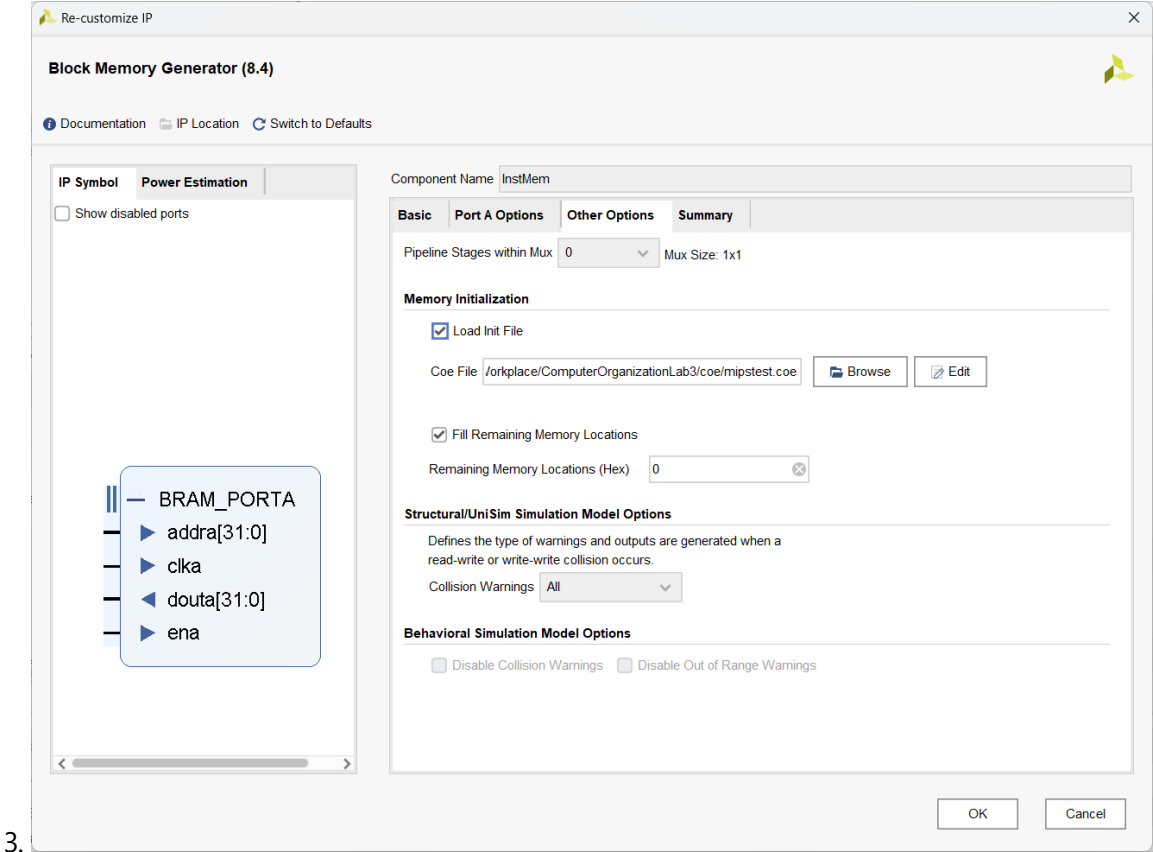 Re-customize IP
Block Memory Generator (8.4)
Documentation IP Location Switch to Defaults
IP Symbol Power Estimation
Show disabled ports
BRAM_PORTA
addra[31:0]
clka
douta[31:0]
ena
Component Name InstMem
Basic Port A Options Other Options Summary
Pipeline Stages within Mux 0 Mux Size: 1x1
Memory Initialization
Load Init File
Coe File /orkplace/ComputerOrganizationLab3/coe/mipstest.coe Browse Edit
Fill Remaining Memory Locations
Remaining Memory Locations (Hex) 0
Structural/UniSim Simulation Model Options
Defines the type of warnings and outputs are generated when a
read-write or write-write collision occurs.
Collision Warnings All
Behavioral Simulation Model Options
Disable Collision Warnings Disable Out of Range Warnings
OK Cancel
3.